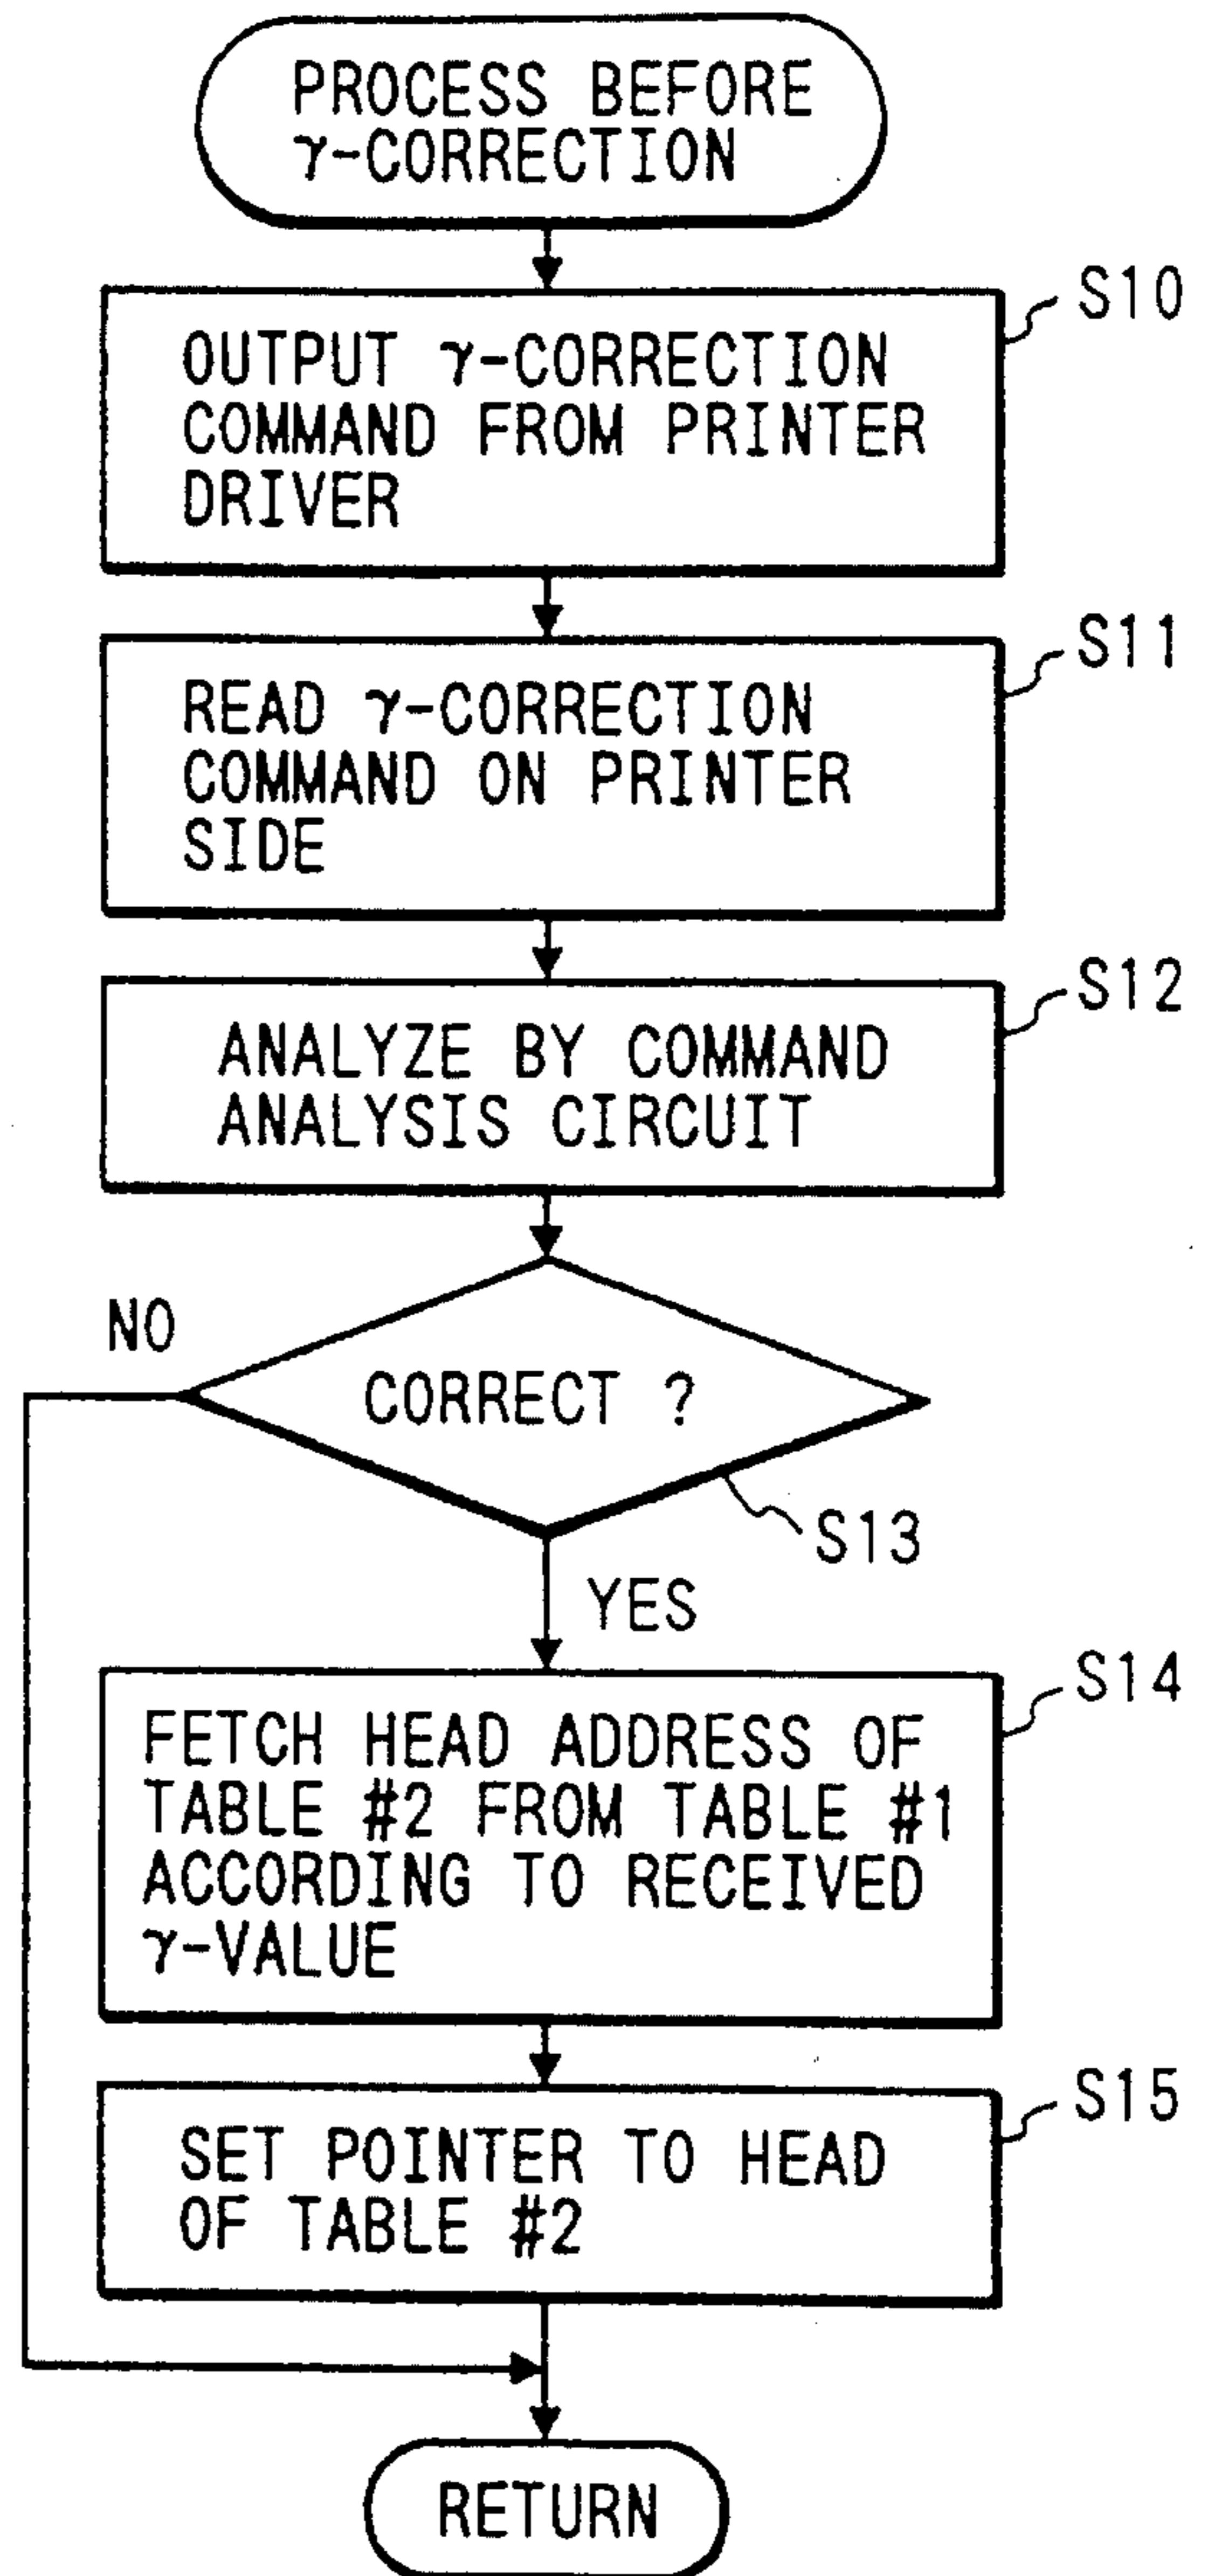 PROCESS BEFORE
γ-CORRECTION
S10
OUTPUT γ-CORRECTION
COMMAND FROM PRINTER
DRIVER
S11
READ γ-CORRECTION
COMMAND ON PRINTER
SIDE
S12
ANALYZE BY COMMAND
ANALYSIS CIRCUIT
NO
CORRECT ?
S13
YES
S14
FETCH HEAD ADDRESS OF
TABLE #2 FROM TABLE #1
ACCORDING TO RECEIVED
γ-VALUE
S15
SET POINTER TO HEAD
OF TABLE #2
RETURN